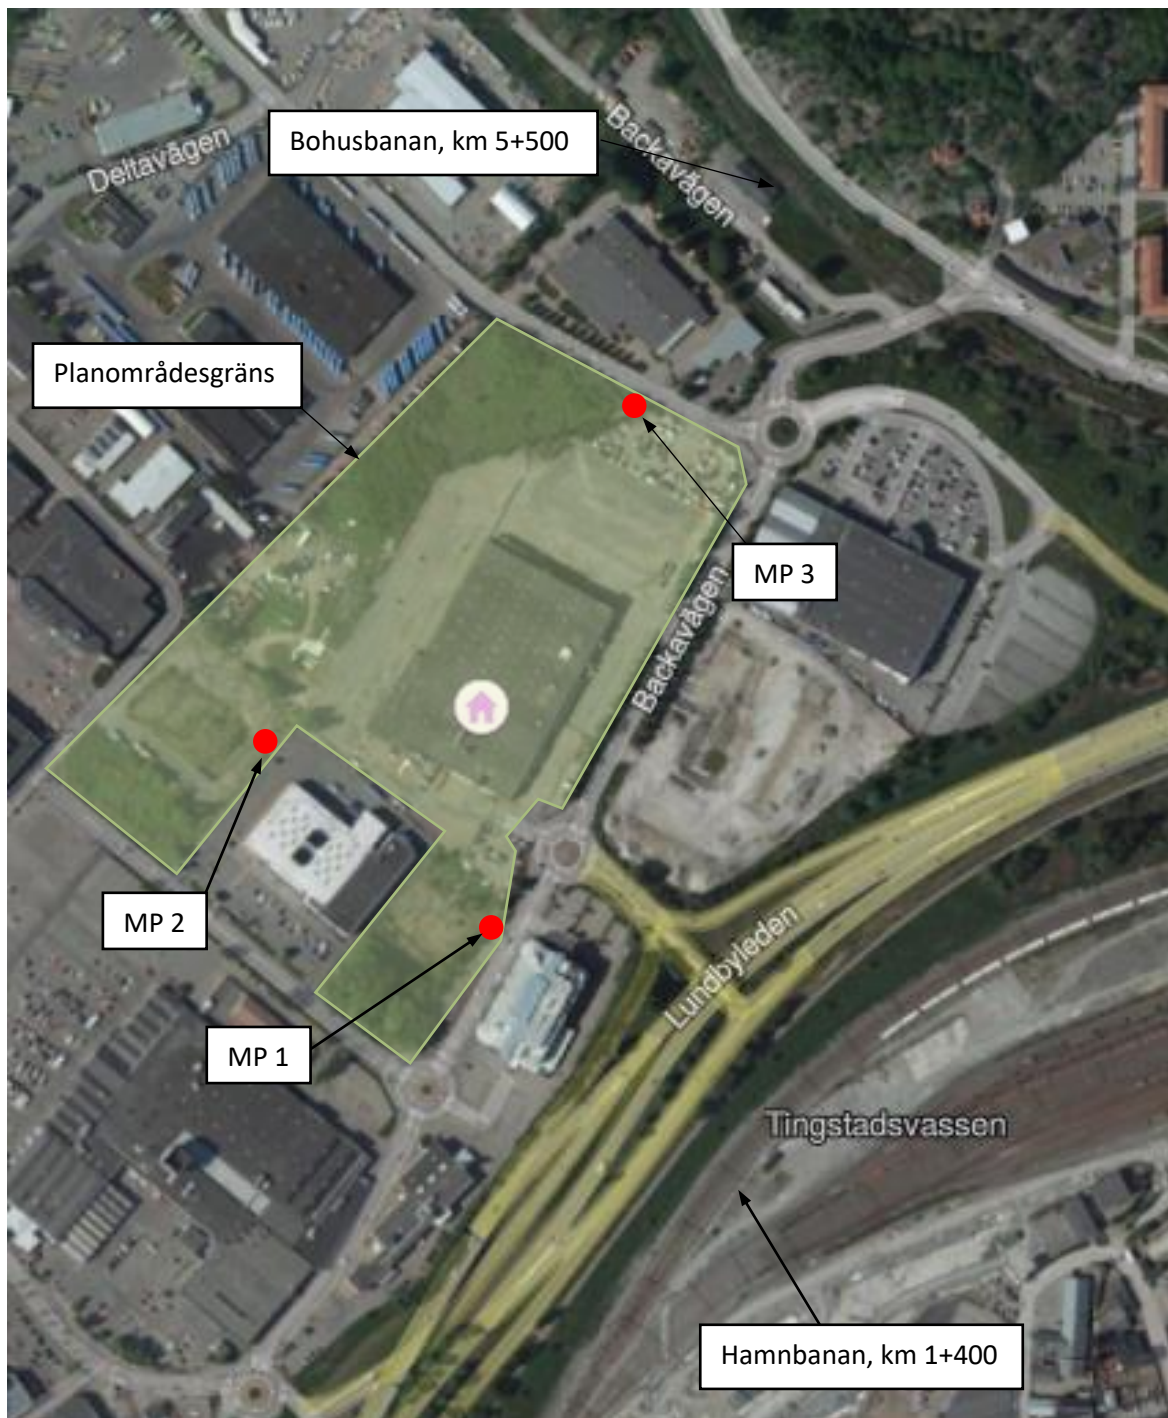 Bohusbanan, km 5+500
Backavägen
Deltavägen
Planområdesgräns
MP 3
Backavägen
MP 2
Lundbyleden
MP 1
Tingstadsvassen
Hamnbanan, km 1+400